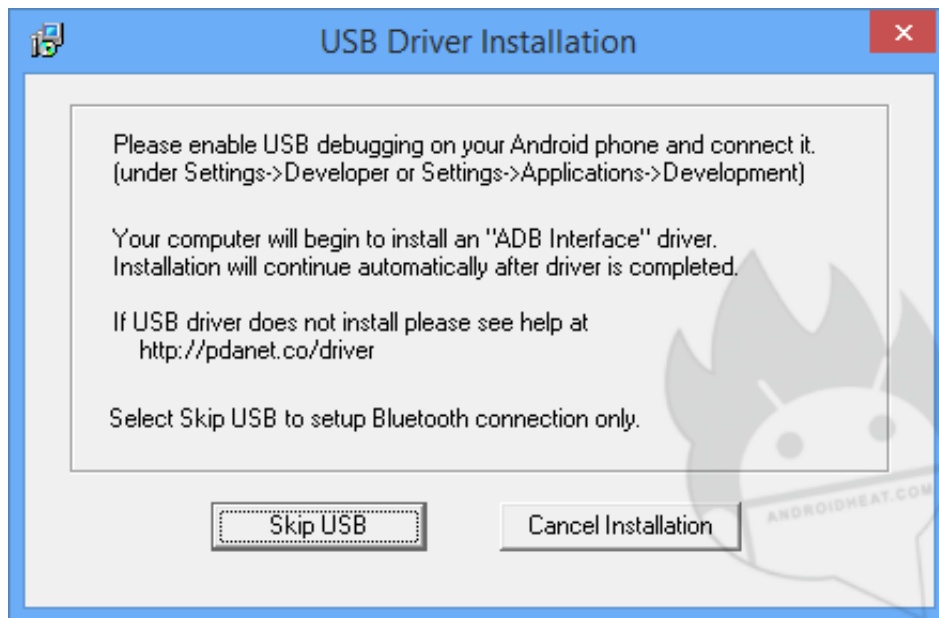 USB Driver Installation
Please enable USB debugging on your Android phone and connect it.
(under Settings->Developer or Settings->Applications->Development)
Your computer will begin to install an "ADB Interface" driver.
Installation will continue automatically after driver is completed.
If USB driver does not install please see help at
http://pdanet.co/driver
Select Skip USB to setup Bluetooth connection only.
Skip USB
Cancel Installation
ANDROIDHEAT.COM